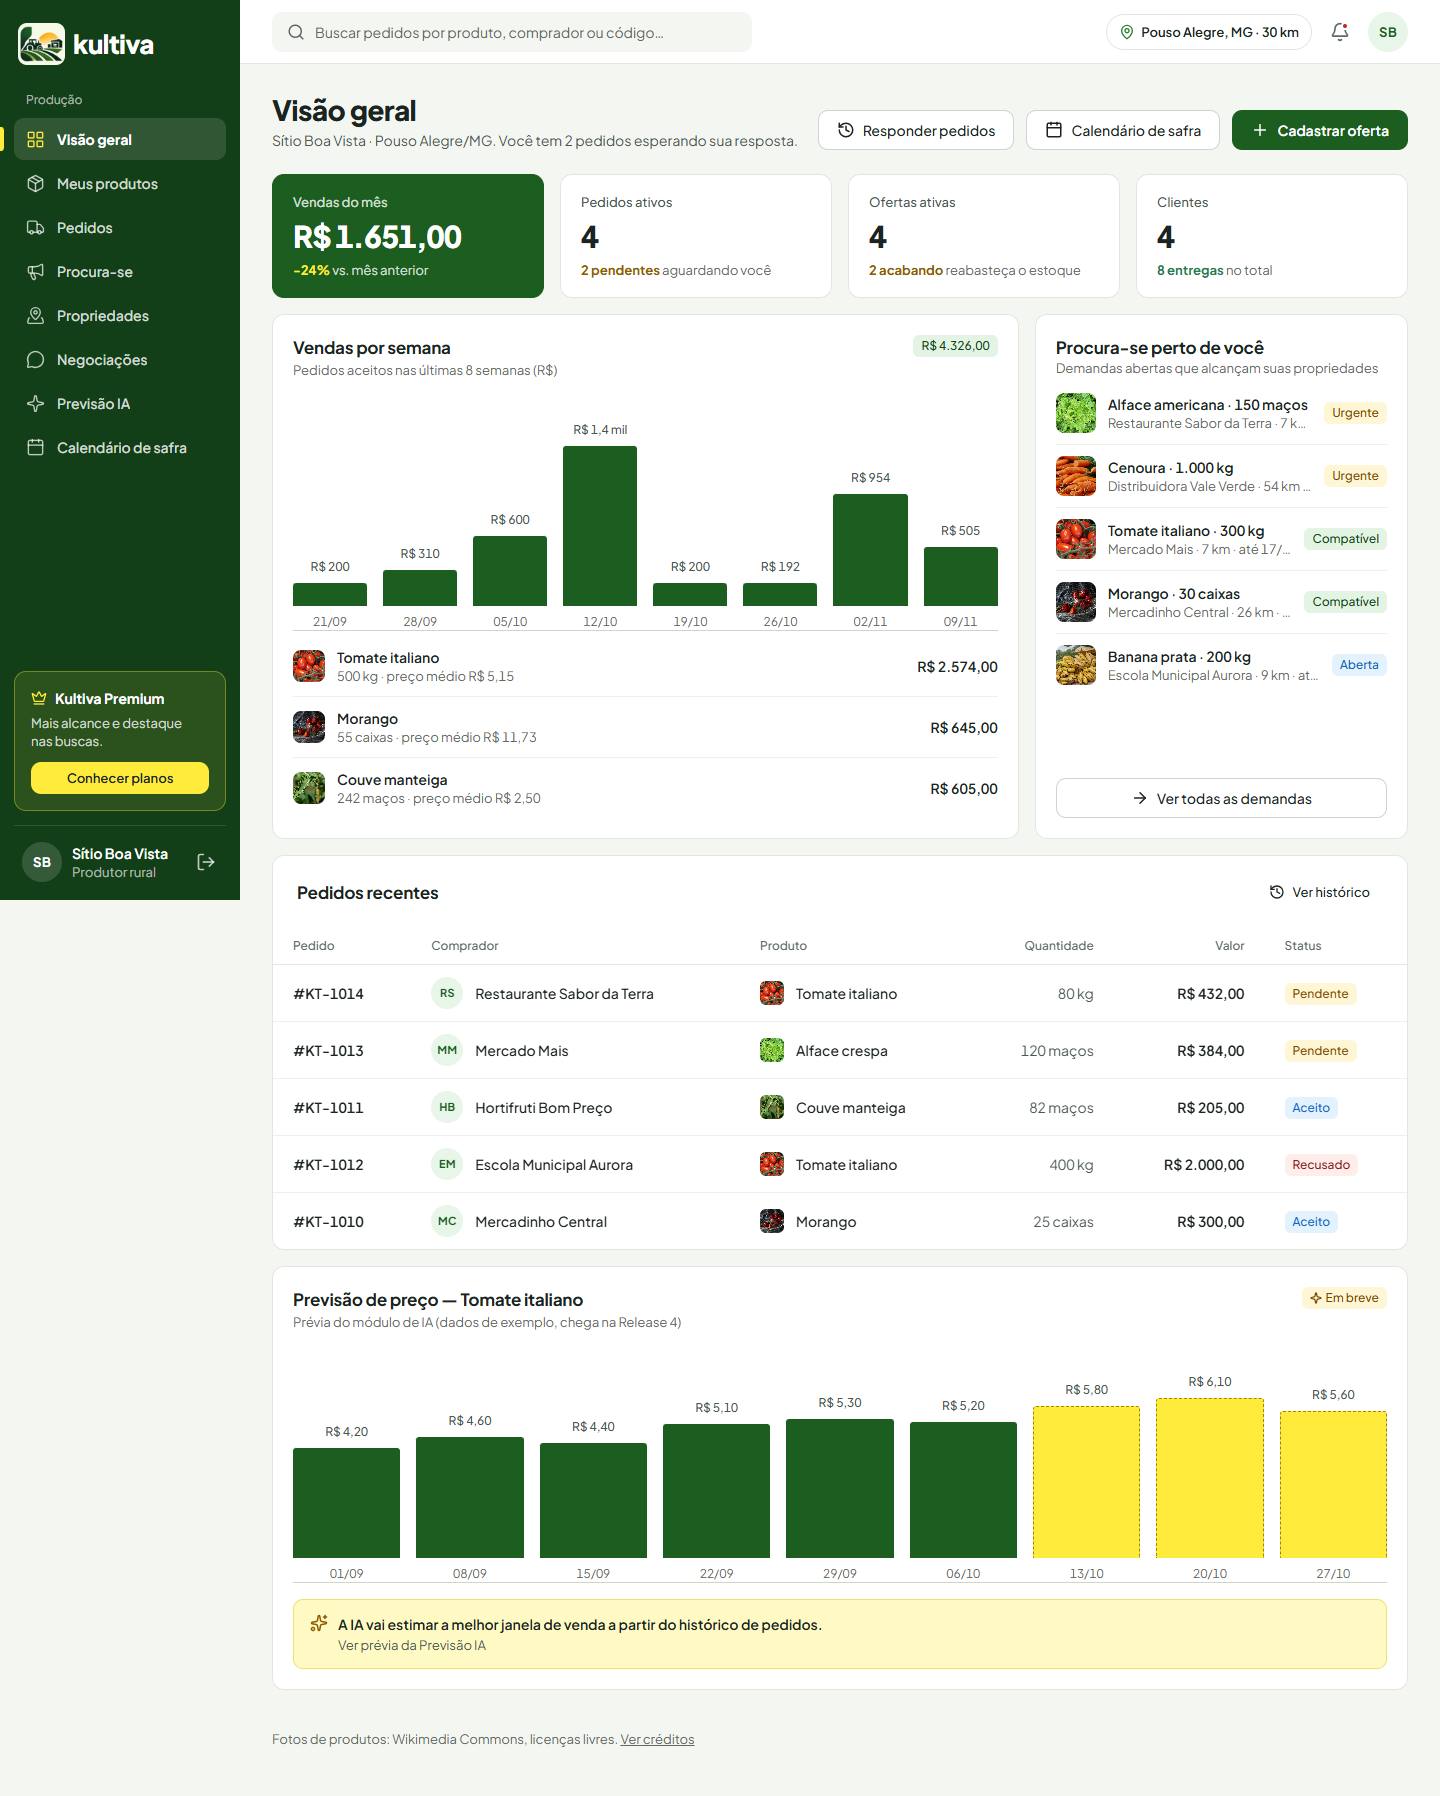 kultiva
Produção
Visão geral
Meus produtos
Pedidos
Procura-se
Propriedades
Negociações
Previsão IA
Calendário de safra
Kultiva Premium
Mais alcance e destaque
nas buscas.
Conhecer planos
SB
Sítio Boa Vista
Produtor rural
Buscar pedidos por produto, comprador ou código...
Pouso Alegre, MG · 30 km
SB
Visão geral
Sítio Boa Vista · Pouso Alegre/MG. Você tem 2 pedidos esperando sua resposta.
Responder pedidos
Calendário de safra
Cadastrar oferta
Vendas do mês
R$ 1.651,00
-24% vs. mês anterior
Pedidos ativos
4
2 pendentes aguardando você
Ofertas ativas
4
2 acabando reabasteça o estoque
Clientes
4
8 entregas no total
Vendas por semana
R$ 4.326,00
Pedidos aceitos nas últimas 8 semanas (R$)
R$ 200
R$ 310
R$ 600
R$ 1,4 mil
R$ 200
R$ 192
R$ 954
R$ 505
21/09
28/09
05/10
12/10
19/10
26/10
02/11
09/11
Tomate italiano
500 kg · preço médio R$ 5,15
R$ 2.574,00
Morango
55 caixas · preço médio R$ 11,73
R$ 645,00
Couve manteiga
242 maços · preço médio R$ 2,50
R$ 605,00
Procura-se perto de você
Demandas abertas que alcançam suas propriedades
Alface americana · 150 maços
Restaurante Sabor da Terra · 7 k...
Urgente
Cenoura · 1.000 kg
Distribuidora Vale Verde · 54 km ...
Urgente
Tomate italiano · 300 kg
Mercado Mais · 7 km · até 17/...
Compatível
Morango · 30 caixas
Mercadinho Central · 26 km · ...
Compatível
Banana prata · 200 kg
Escola Municipal Aurora · 9 km · at...
Aberta
Ver todas as demandas
Pedidos recentes
Ver histórico
Pedido Comprador Produto Quantidade Valor Status
#KT-1014 RS Restaurante Sabor da Terra Tomate italiano 80 kg R$ 432,00 Pendente
#KT-1013 MM Mercado Mais Alface crespa 120 maços R$ 384,00 Pendente
#KT-1011 HB Hortifruti Bom Preço Couve manteiga 82 maços R$ 205,00 Aceito
#KT-1012 EM Escola Municipal Aurora Tomate italiano 400 kg R$ 2.000,00 Recusado
#KT-1010 MC Mercadinho Central Morango 25 caixas R$ 300,00 Aceito
Previsão de preço — Tomate italiano
Em breve
Prévia do módulo de IA (dados de exemplo, chega na Release 4)
R$ 4,20
R$ 4,60
R$ 4,40
R$ 5,10
R$ 5,30
R$ 5,20
R$ 5,80
R$ 6,10
R$ 5,60
01/09
08/09
15/09
22/09
29/09
06/10
13/10
20/10
27/10
A IA vai estimar a melhor janela de venda a partir do histórico de pedidos.
Ver prévia da Previsão IA
Fotos de produtos: Wikimedia Commons, licenças livres. Ver créditos